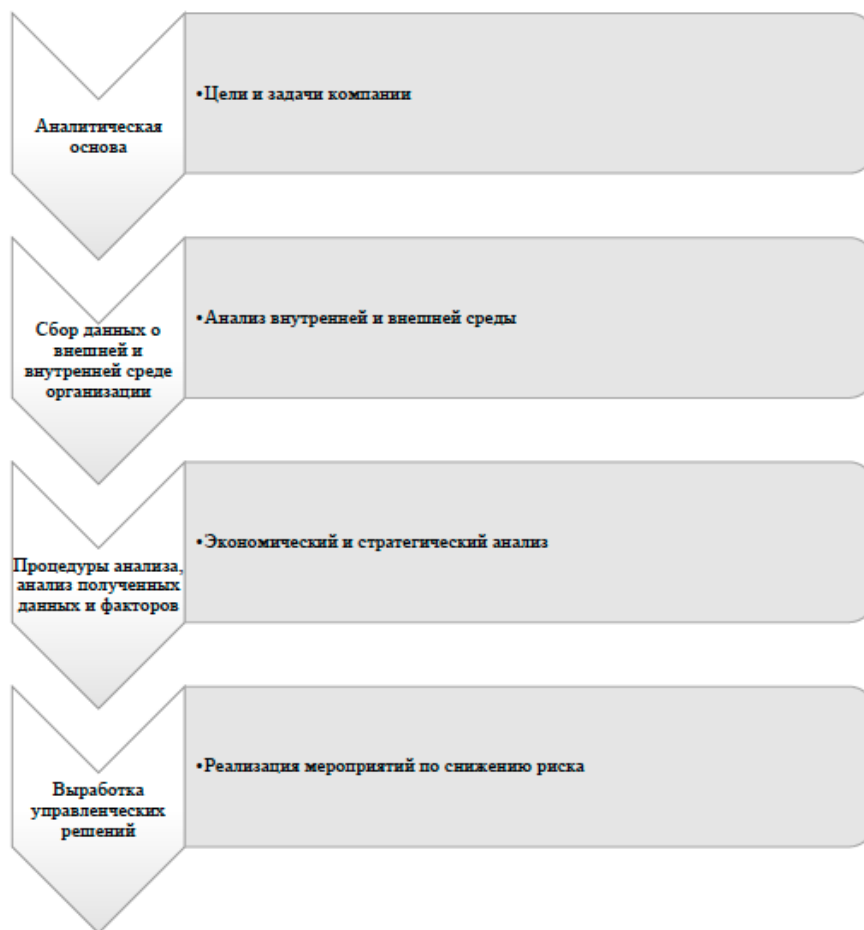 •Цели и задачи компании
Аналитическая
основа
•Анализ внутренней и внешней среды
Сбор данных о
внешней и
внутренней среде
организации
•Экономический и стратегический анализ
Процедуры анализа,
анализ полученных
данных и факторов
•Реализация мероприятий по снижению риска
Выработка
управленческих
решений